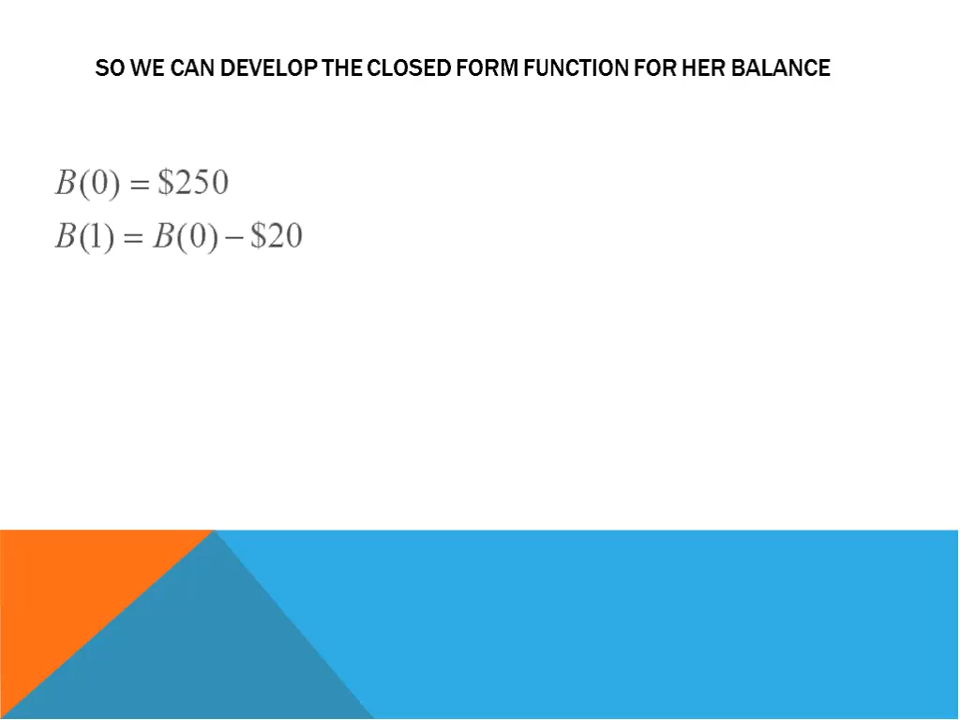 SO WE CAN DEVELOP THE CLOSED FORM FUNCTION FOR HER BALANCE
B(0) = $250
B(1) = B(0) − $20